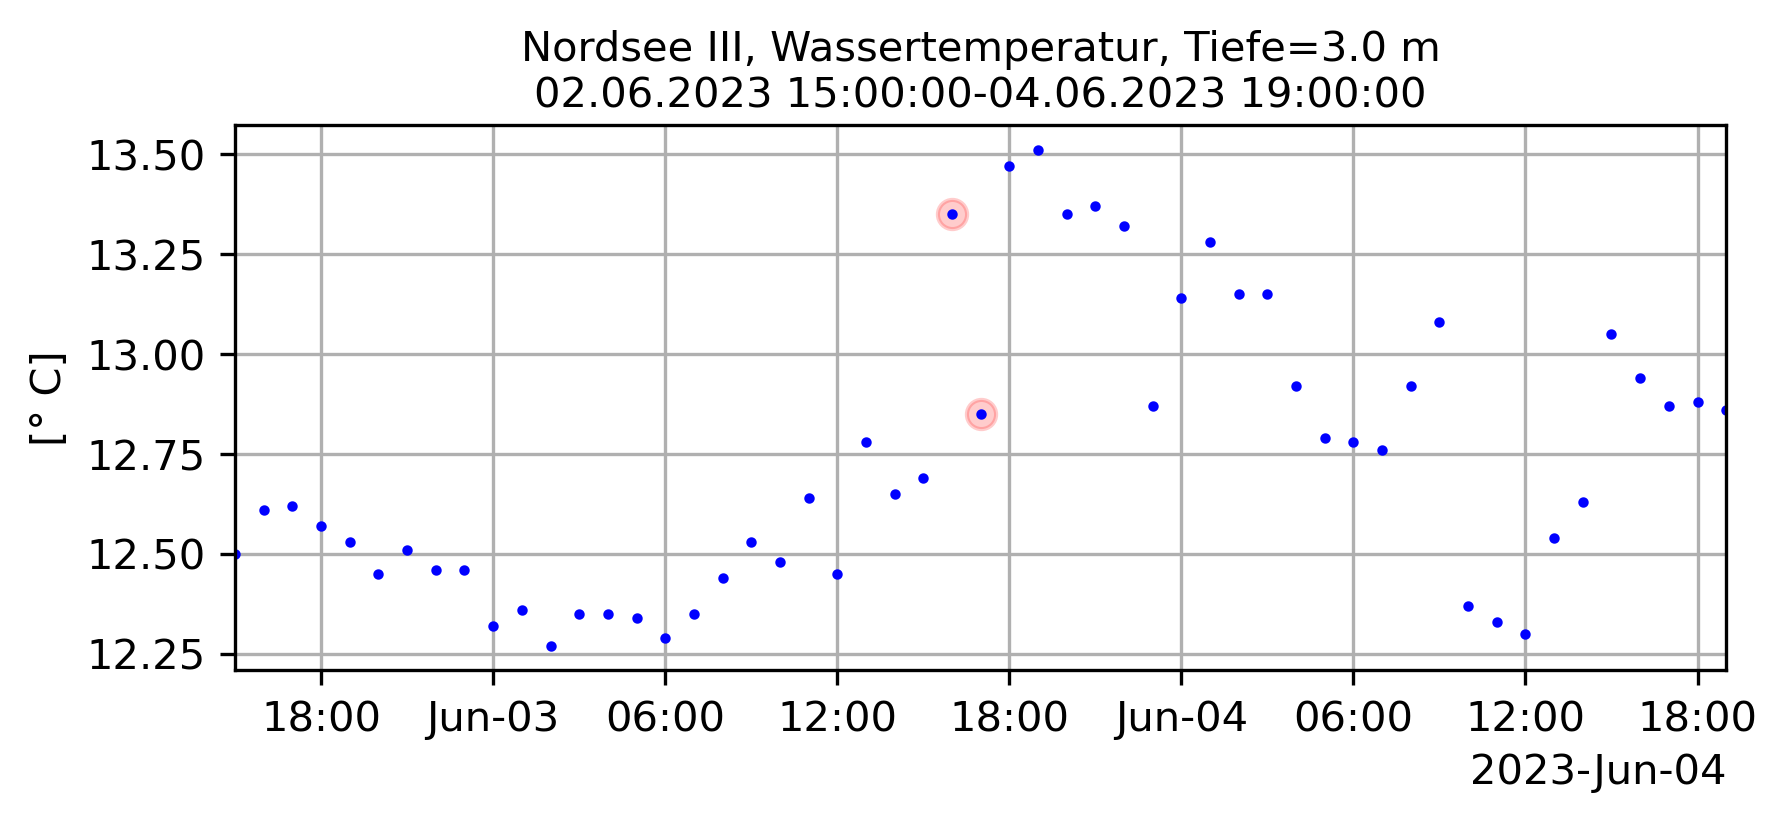 Nordsee III, Wassertemperatur, Tiefe=3.0 m
02.06.2023 15:00:00-04.06.2023 19:00:00
13.50
13.25
13.00
12.75
12.50
12.25
[° C]
18:00 Jun-03 06:00 12:00 18:00 Jun-04 06:00 12:00 18:00
2023-Jun-04